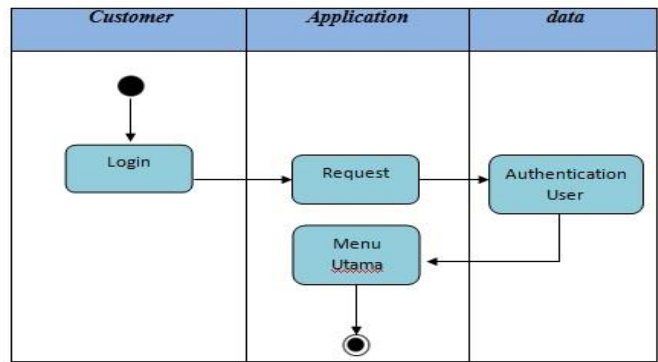 Customer
Application
data
Login
Request
Authentication
User
Menu
Utama